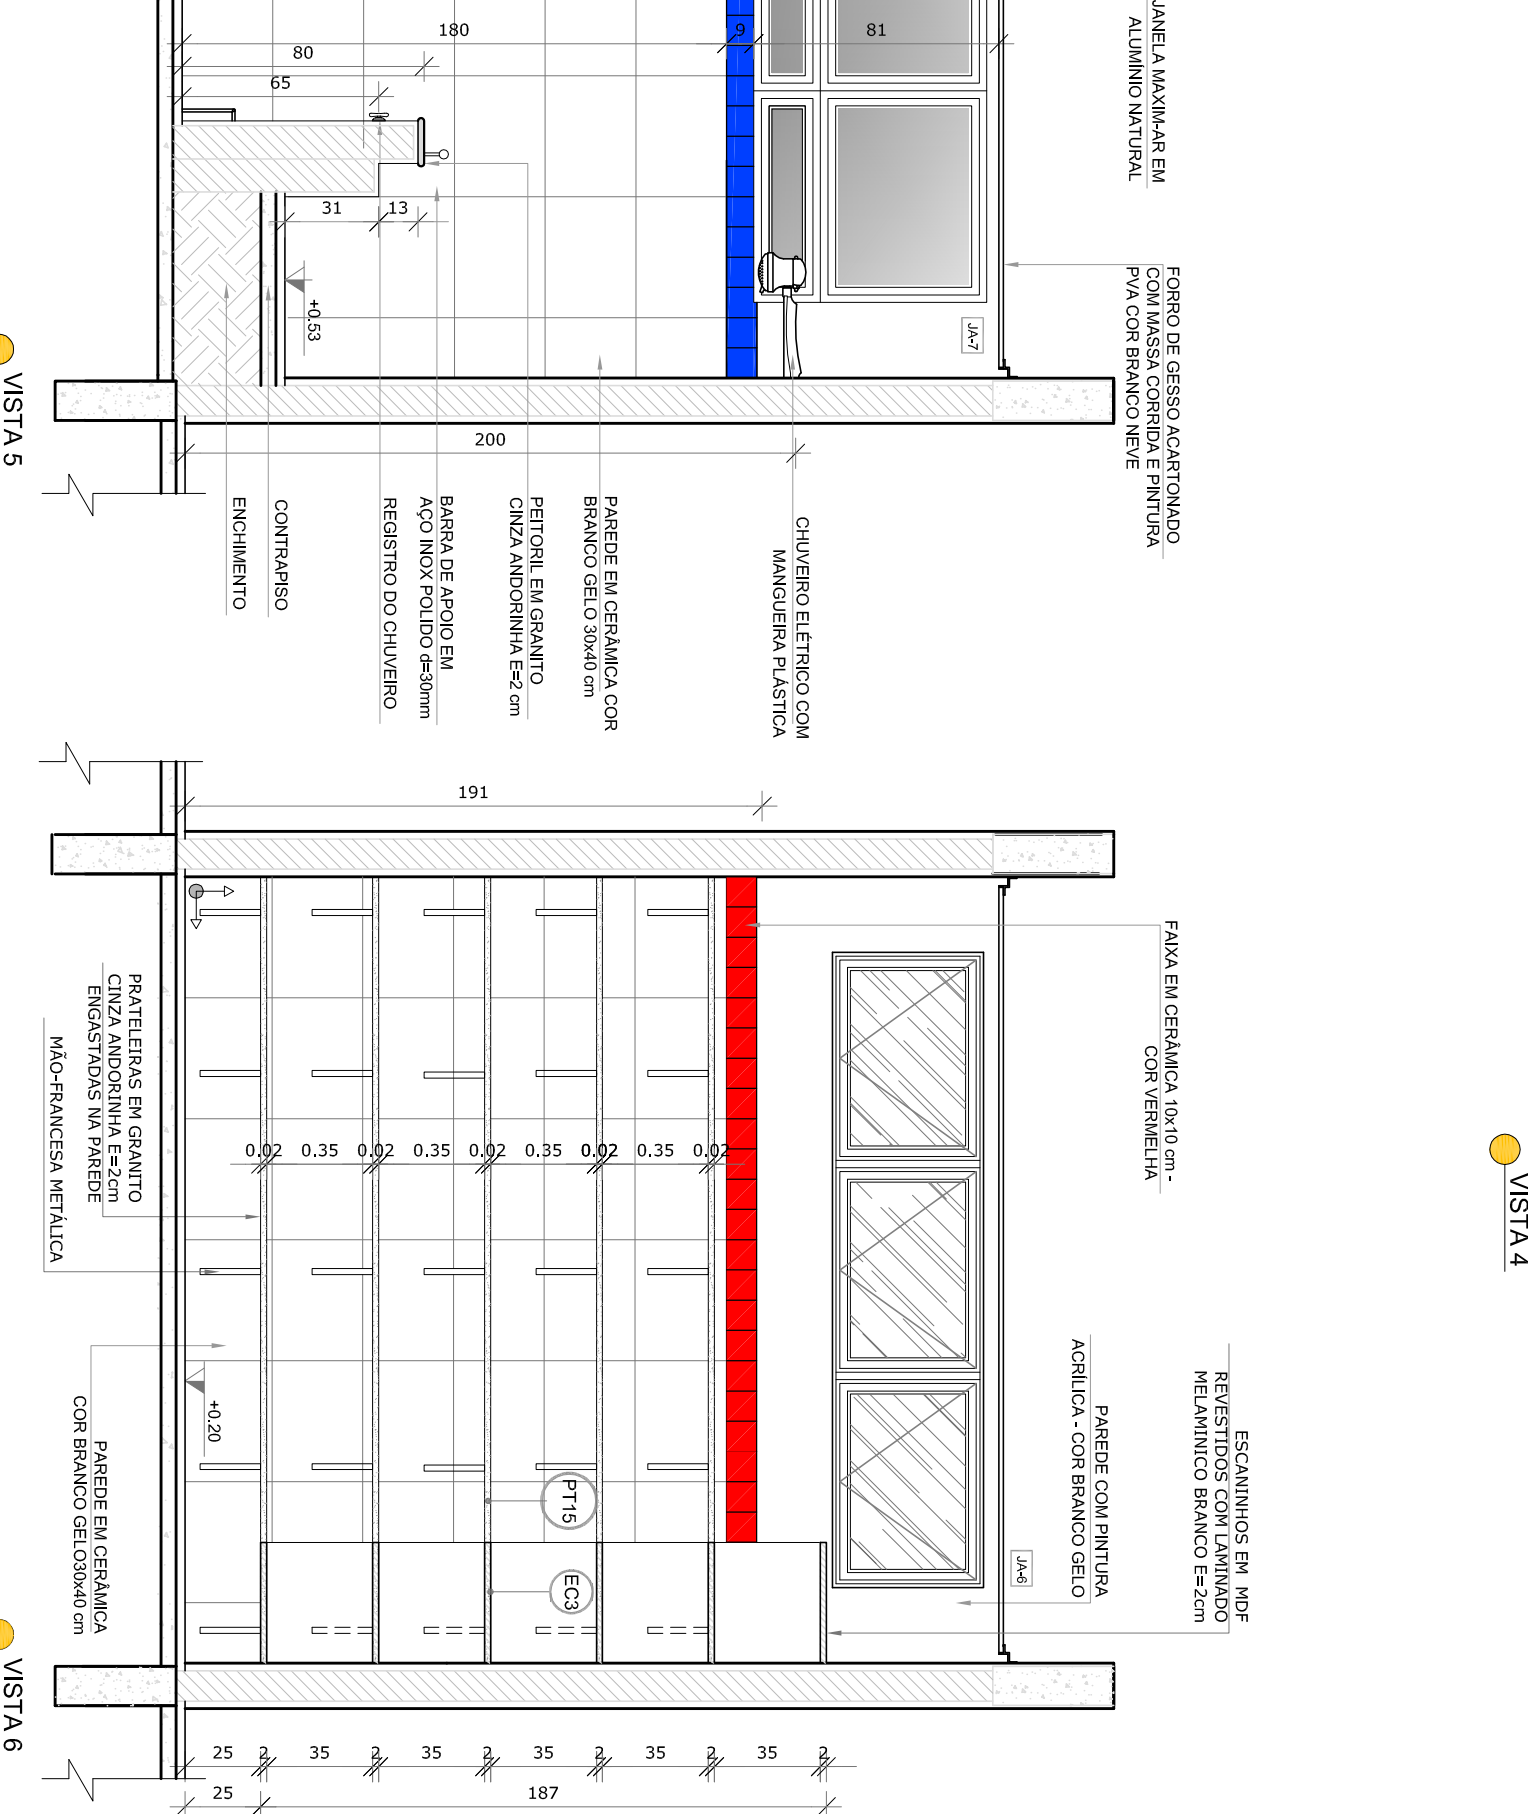 JANELA MAXIM-AR EM
ALUMÍNIO NATURAL
FORRO DE GESSO ACARTONADO
COM MASSA CORRIDA E PINTURA
PVA COR BRANCO NEVE
180
9
81
80
65
31
13
+0.53
JA-7
200
CHUVEIRO ELÉTRICO COM
MANGUEIRA PLÁSTICA
PAREDE EM CERÂMICA COR
BRANCO GELO 30x40 cm
PEITORIL EM GRANITO
CINZA ANDORINHA E=2 cm
BARRA DE APOIO EM
AÇO INOX POLIDO d=30mm
REGISTRO DO CHUVEIRO
CONTRAPISO
ENCHIMENTO
VISTA 5
VISTA 4
191
FAIXA EM CERÂMICA 10x10 cm -
COR VERMELHA
ESCANINHOS EM MDF
REVESTIDOS COM LAMINADO
MELAMINICO BRANCO E=2cm
PAREDE COM PINTURA
ACRÍLICA - COR BRANCO GELO
JA-6
0.02
0.35
0.02
0.35
0.02
0.35
0.02
0.35
0.02
PT15
EC3
+0.20
PRATELEIRAS EM GRANITO
CINZA ANDORINHA E=2cm
ENGASTADAS NA PAREDE
MÃO-FRANCESA METÁLICA
PAREDE EM CERÂMICA
COR BRANCO GELO30x40 cm
25
2
35
2
35
2
35
2
35
2
35
2
25
187
VISTA 6